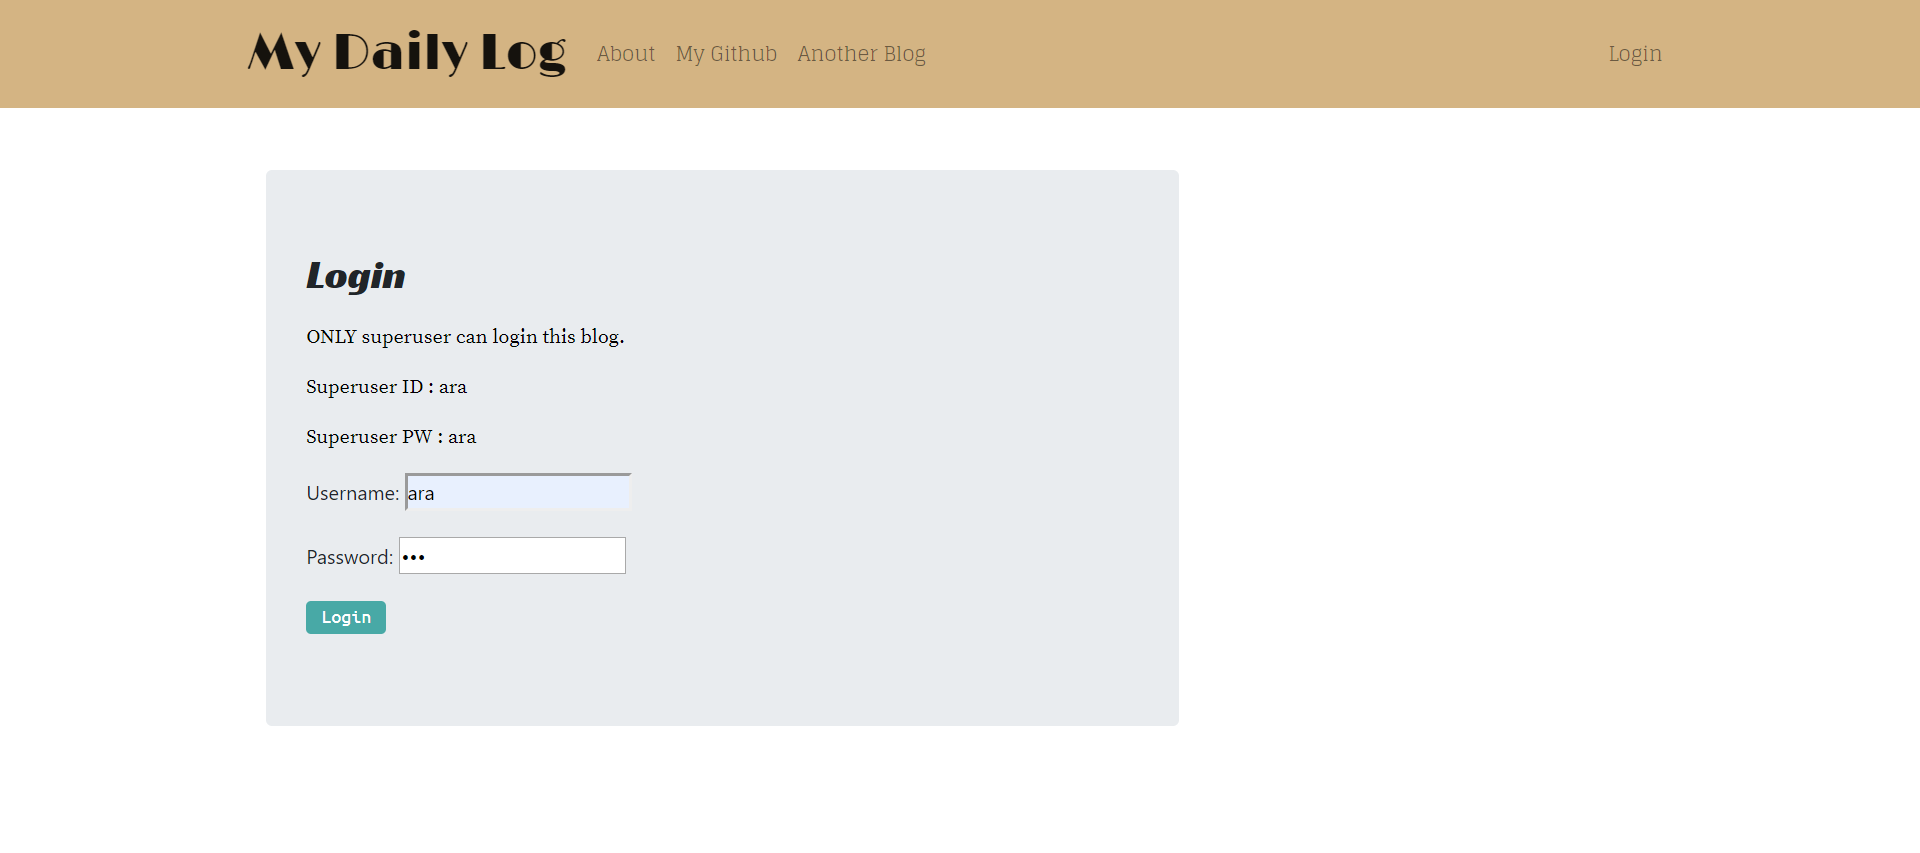 My Daily Log About My Github Another Blog Login
Login
ONLY superuser can login this blog.
Superuser ID : ara
Superuser PW : ara
Username: ara
Password: •••
Login